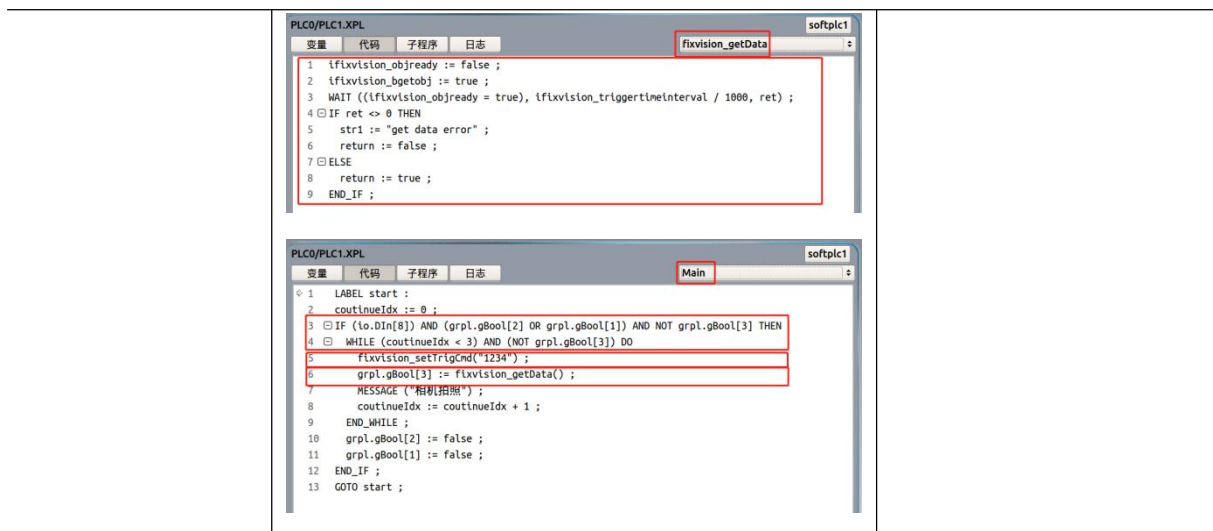 PLC0/PLC1.XPL softplc1
变量 代码 子程序 日志 fixvision_getData
1 ifixvision_objready := false ;
2 ifixvision_bgetobj := true ;
3 WAIT ((ifixvision_objready = true), ifixvision_triggertimeinterval / 1000, ret) ;
4 IF ret <> 0 THEN
5 str1 := "get data error" ;
6 return := false ;
7 ELSE
8 return := true ;
9 END_IF ;
PLC0/PLC1.XPL softplc1
变量 代码 子程序 日志 Main
1 LABEL start :
2 coutinueIdx := 0 ;
3 IF (io.DIn[8]) AND (grpl.gBool[2] OR grpl.gBool[1]) AND NOT grpl.gBool[3] THEN
4 WHILE (coutinueIdx < 3) AND (NOT grpl.gBool[3]) DO
5 fixvision_setTrigCmd("1234") ;
6 grpl.gBool[3] := fixvision_getData() ;
7 MESSAGE ("相机拍照") ;
8 coutinueIdx := coutinueIdx + 1 ;
9 END_WHILE ;
10 grpl.gBool[2] := false ;
11 grpl.gBool[1] := false ;
12 END_IF ;
13 GOTO start ;